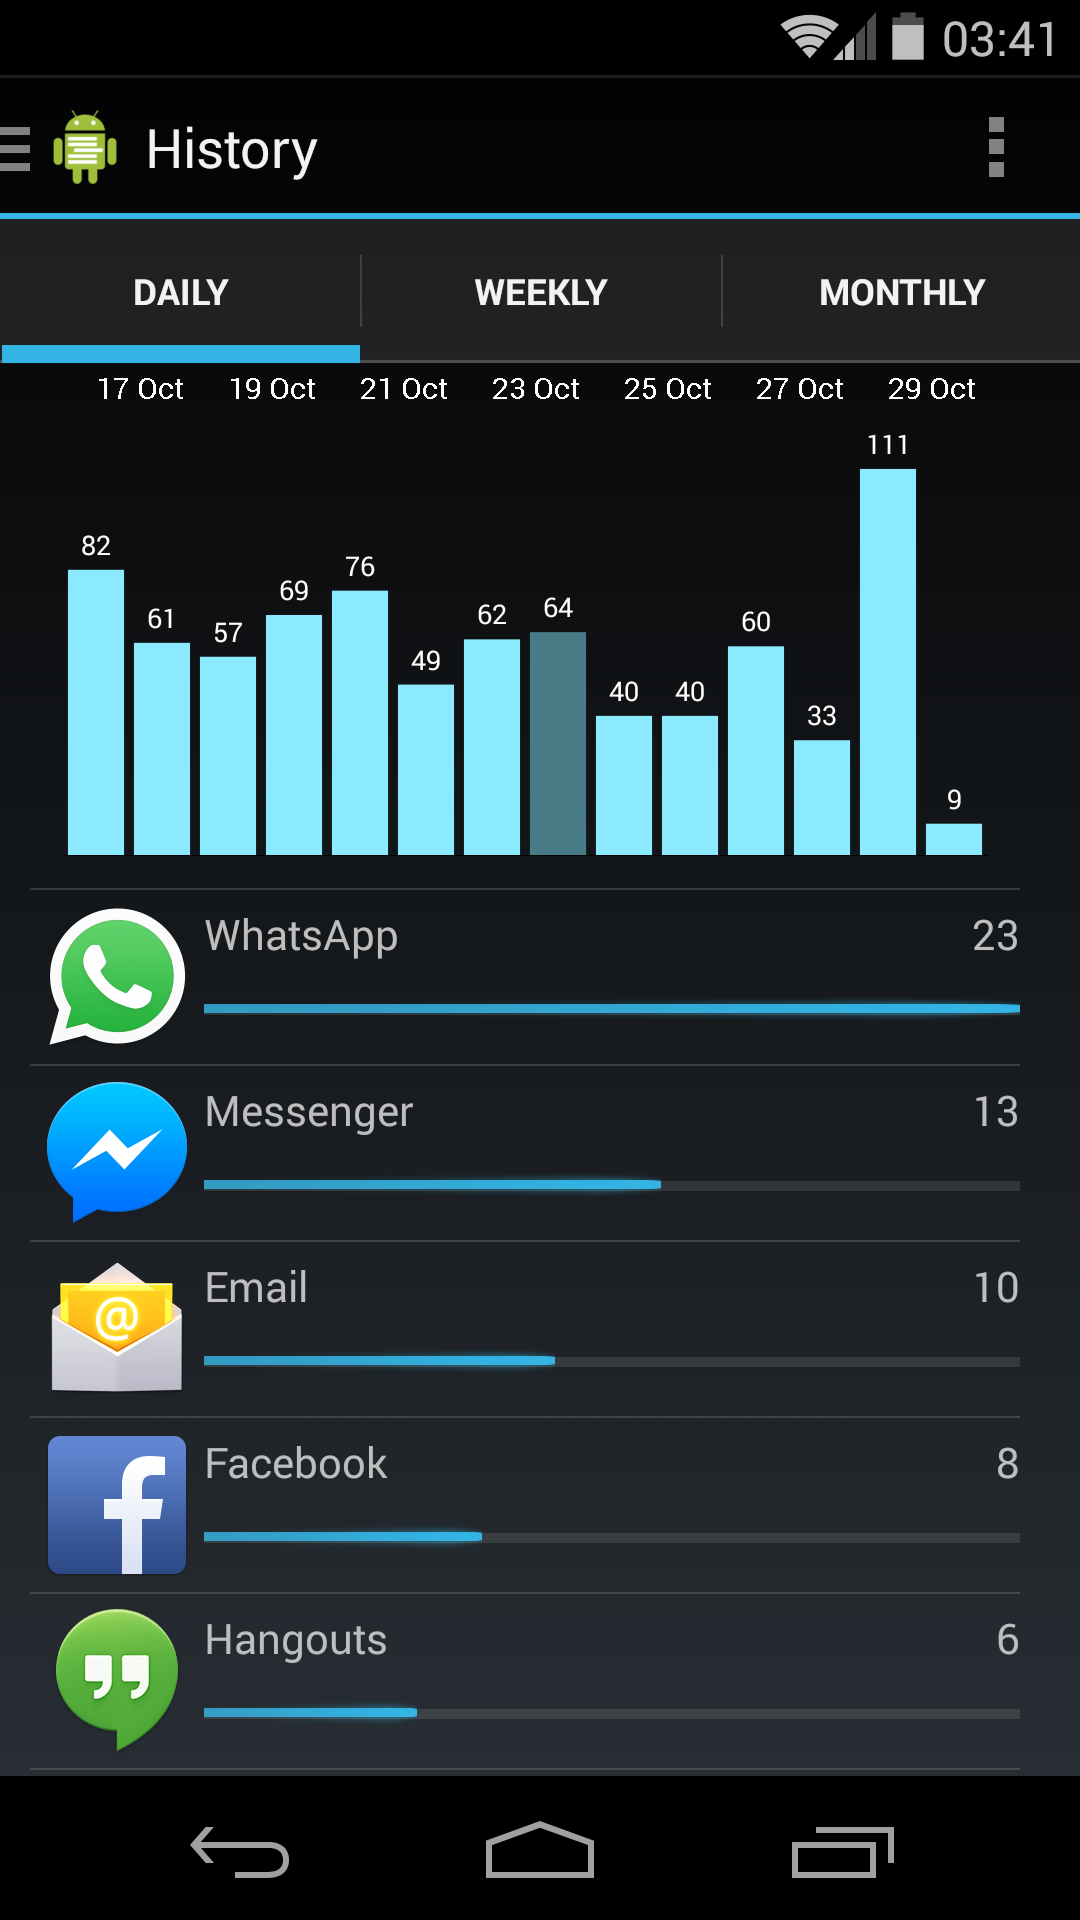 03:41
History
DAILY WEEKLY MONTHLY
17 Oct 19 Oct 21 Oct 23 Oct 25 Oct 27 Oct 29 Oct
82 61 57 69 76 49 62 64 40 40 60 33 111 9
WhatsApp 23
Messenger 13
@
Email 10
Facebook 8
Hangouts 6